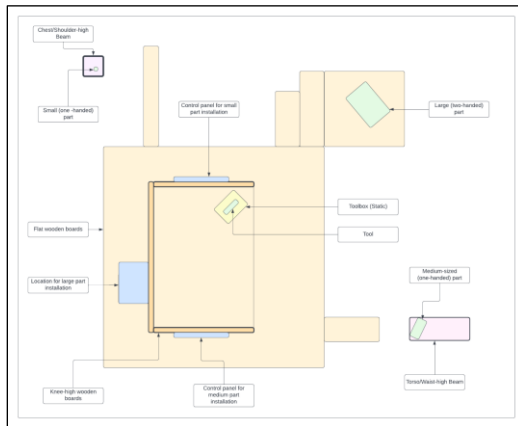 Chest/Shoulder-high
Beam
Small (one -handed)
part
Control panel for small
part installation
Large (two-handed)
part
Toolbox (Static)
Tool
Flat wooden boards
Location for large part
installation
Medium-sized
(one-handed) part
Knee-high wooden
boards
Control panel for
medium part
installation
Torso/Waist-high Beam